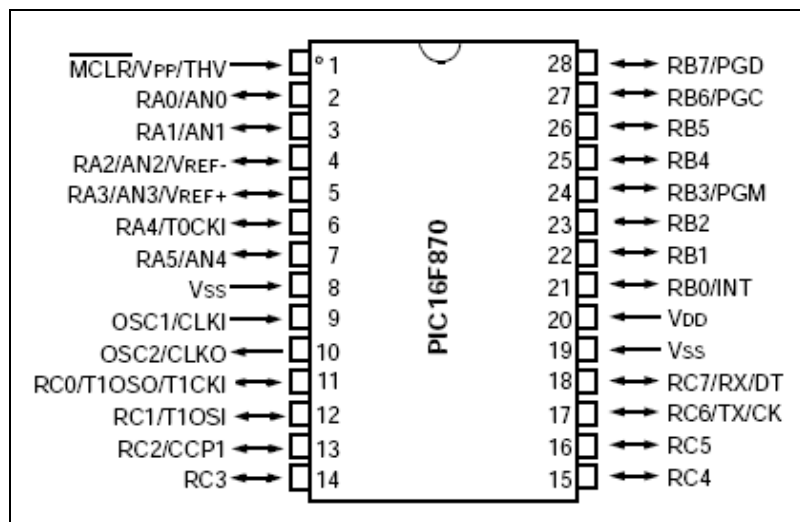 MCLR/VPP/THV 1 28 RB7/PGD
RA0/AN0 2 27 RB6/PGC
RA1/AN1 3 26 RB5
RA2/AN2/VREF- 4 25 RB4
RA3/AN3/VREF+ 5 24 RB3/PGM
RA4/T0CKI 6 23 RB2
RA5/AN4 7 22 RB1
VSS 8 21 RB0/INT
OSC1/CLKI 9 20 VDD
OSC2/CLKO 10 19 VSS
RC0/T1OSO/T1CKI 11 18 RC7/RX/DT
RC1/T1OSI 12 17 RC6/TX/CK
RC2/CCP1 13 16 RC5
RC3 14 15 RC4
PIC16F870